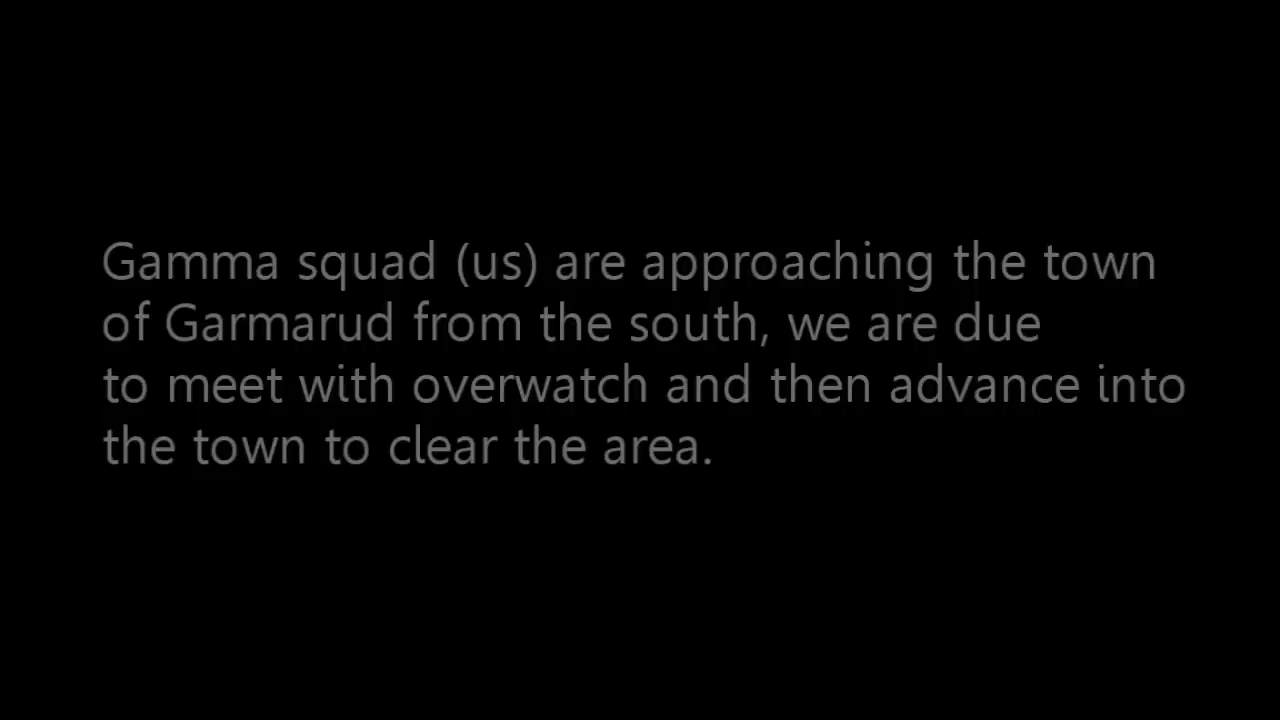 Gamma squad (us) are approaching the town
of Garmarud from the south, we are due
to meet with overwatch and then advance into
the town to clear the area.